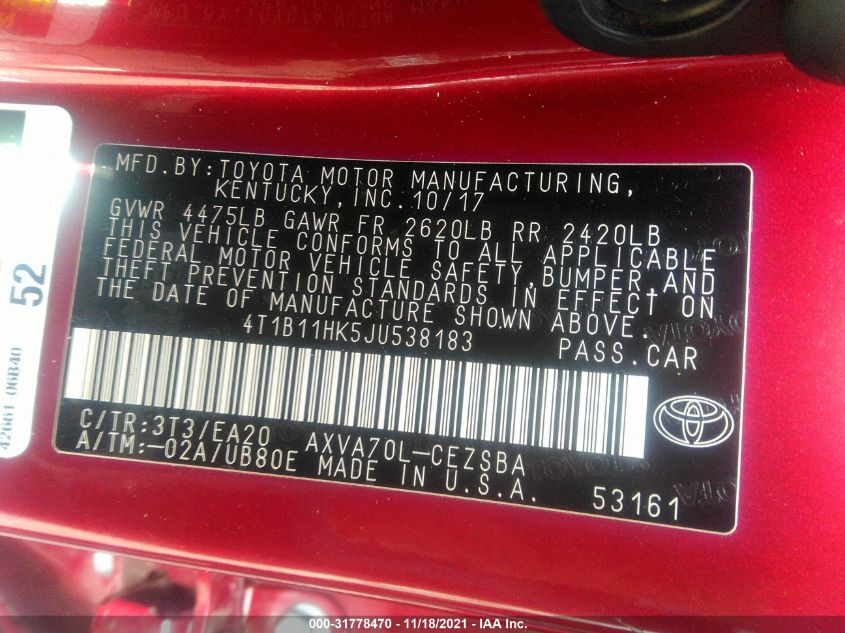 MFD.BY:TOYOTA MOTOR MANUFACTURING,
KENTUCKY,INC.10/17
GVWR 4475LB GAWR FR 2620LB RR 2420LB
THIS VEHICLE CONFORMS TO ALL APPLICABLE
FEDERAL MOTOR VEHICLE SAFETY,BUMPER,AND
THEFT PREVENTION STANDARDS IN EFFECT ON
THE DATE OF MANUFACTURE SHOWN ABOVE.
4T1B11HK5JU538183 PASS.CAR
C/TR:3T3/EA20 AXVA70L-CEZSBA
A/TM:-02A/UB80E MADE IN U.S.A. 53161
52
42661-06B40
000-31778470 - 11/18/2021 - IAA Inc.